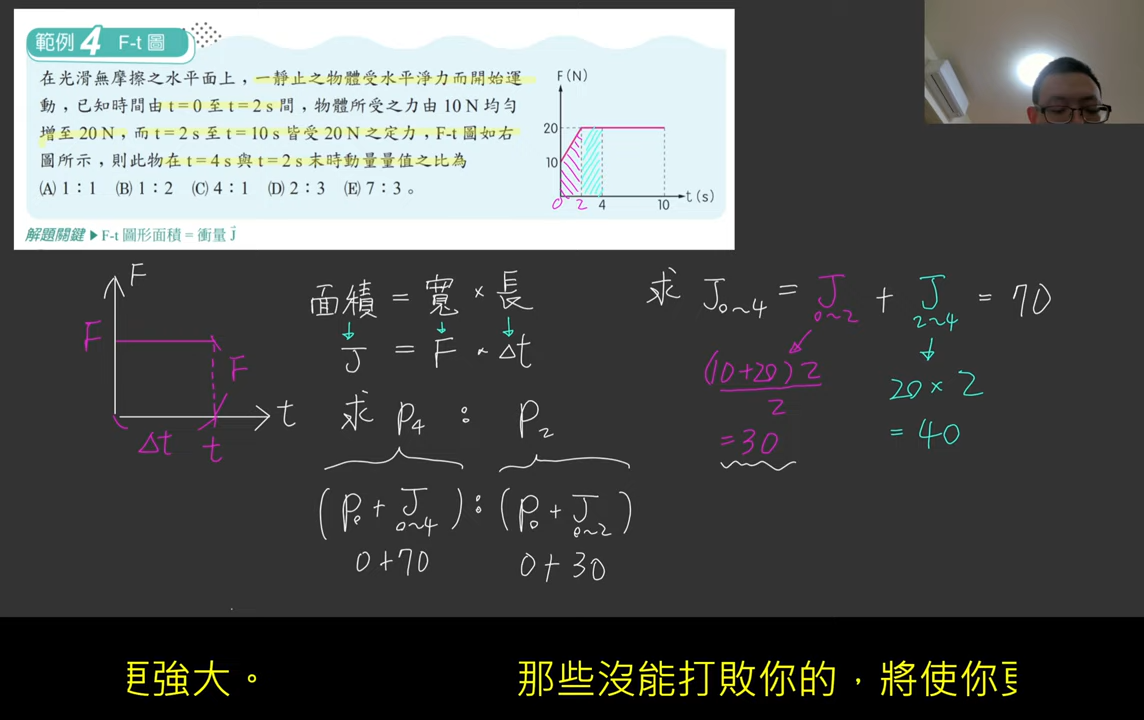 範例 4 F-t 圖
在光滑無摩擦之水平面上，一靜止之物體受水平淨力而開始運
動，已知時間由 t = 0 至 t = 2 s 間，物體所受之力由 10 N 均勻
增至 20 N，而 t = 2 s 至 t = 10 s 皆受 20 N 之定力，F-t 圖如右
圖所示，則此物在 t = 4 s 與 t = 2 s 末時動量量值之比為
(A) 1：1 (B) 1：2 (C) 4：1 (D) 2：3 (E) 7：3。
F (N)
20
10
0 2 4 10 t (s)
解題關鍵 ▶ F-t 圖形面積 = 衝量 J⃗
F
F
F
t
Δt t
面積 = 寬 × 長
J = F × Δt
求 P₄ : P₂
(P₀ + J₀~₄) : (P₀ + J₀~₂)
0+70 0+30
求 J₀~₄ = J₀~₂ + J₂~₄ = 70
(10+20) 2
2
= 30
20 × 2
= 40
更強大。 那些沒能打敗你的，將使你更